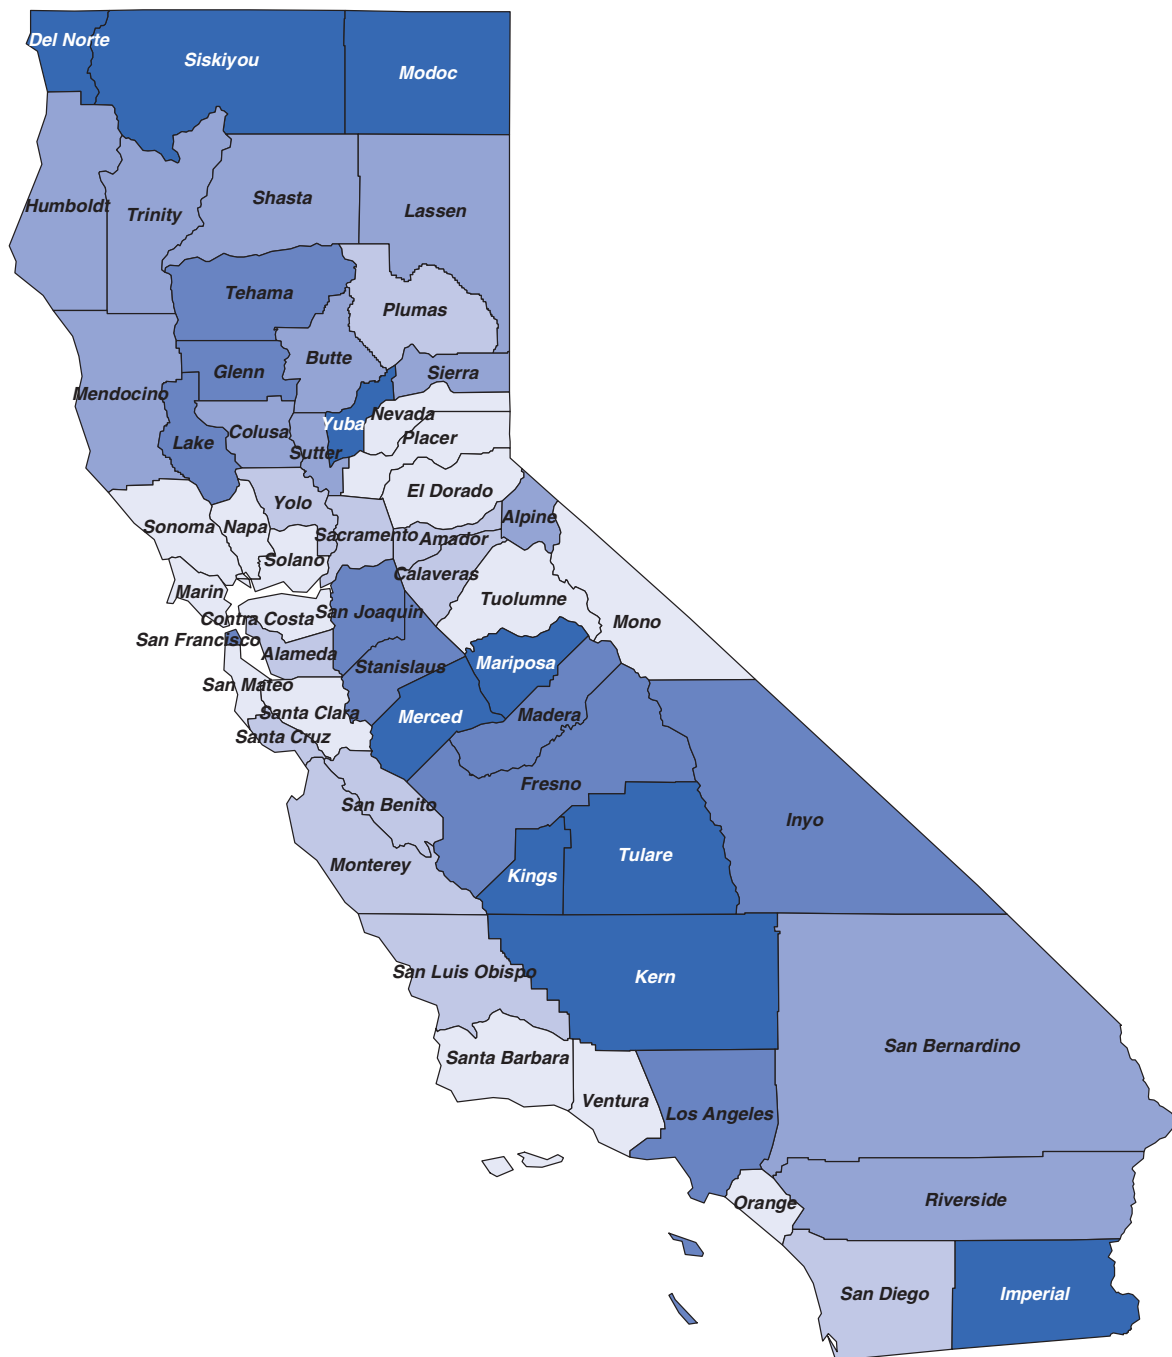 Del Norte
Siskiyou
Modoc
Humboldt
Trinity
Shasta
Lassen
Tehama
Plumas
Glenn
Butte
Sierra
Mendocino
Lake
Colusa
Sutter
Yuba
Nevada
Placer
Yolo
El Dorado
Sonoma
Napa
Sacramento
Amador
Alpine
Solano
Calaveras
Marin
Tuolumne
Mono
Contra Costa
San Joaquin
San Francisco
Alameda
Stanislaus
Mariposa
San Mateo
Santa Clara
Merced
Madera
Santa Cruz
Fresno
San Benito
Inyo
Monterey
Kings
Tulare
San Luis Obispo
Kern
Santa Barbara
San Bernardino
Ventura
Los Angeles
Orange
Riverside
San Diego
Imperial